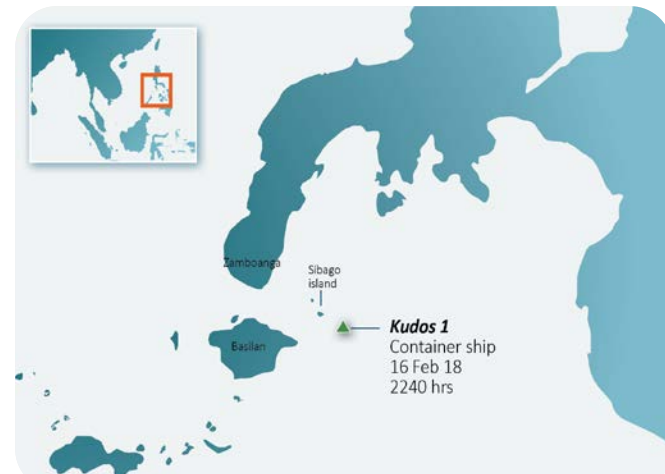 Zamboanga
Sibago
island
Basilan
Kudos 1
Container ship
16 Feb 18
2240 hrs